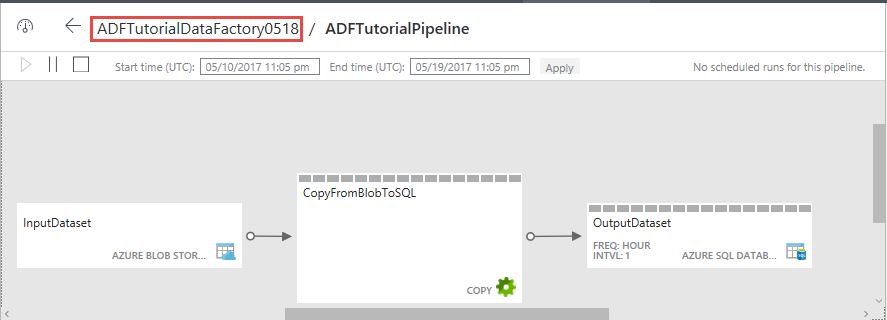 ADFTutorialDataFactory0518 / ADFTutorialPipeline
Start time (UTC): 05/10/2017 11:05 pm End time (UTC): 05/19/2017 11:05 pm Apply No scheduled runs for this pipeline.
CopyFromBlobToSQL
InputDataset
OutputDataset
FREQ: HOUR
INTVL: 1
AZURE BLOB STOR...
AZURE SQL DATAB...
COPY